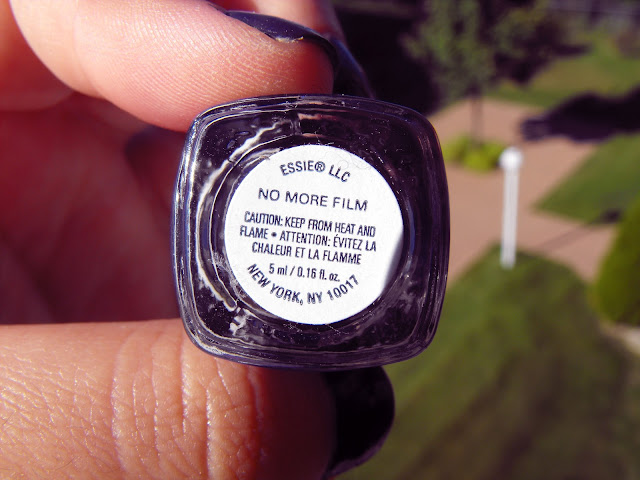 ESSIE® LLC
NO MORE FILM
CAUTION: KEEP FROM HEAT AND
FLAME • ATTENTION: ÉVITEZ LA
CHALEUR ET LA FLAMME
5 ml / 0.16 fl. oz.
NEW YORK, NY 10017